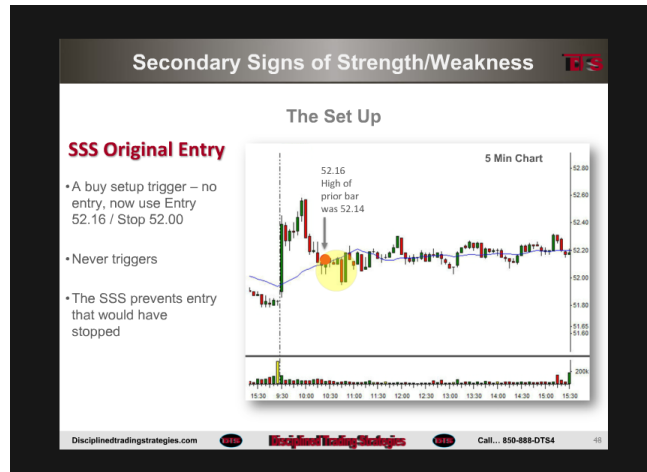 Secondary Signs of Strength/Weakness
DTS
The Set Up
SSS Original Entry
•A buy setup trigger – no
entry, now use Entry
52.16 / Stop 52.00
•Never triggers
•The SSS prevents entry
that would have
stopped
52.16
High of
prior bar
was 52.14
5 Min Chart
52.80
52.60
52.40
52.20
52.00
51.80
51.65
51.60
200k
15:30 9:30 10:00 10:30 11:00 11:30 12:00 12:30 13:00 13:30 14:00 14:30 15:00 15:30
Disciplinedtradingstrategies.com
DTS
Disciplined Trading Strategies
DTS
Call... 850-888-DTS4
48